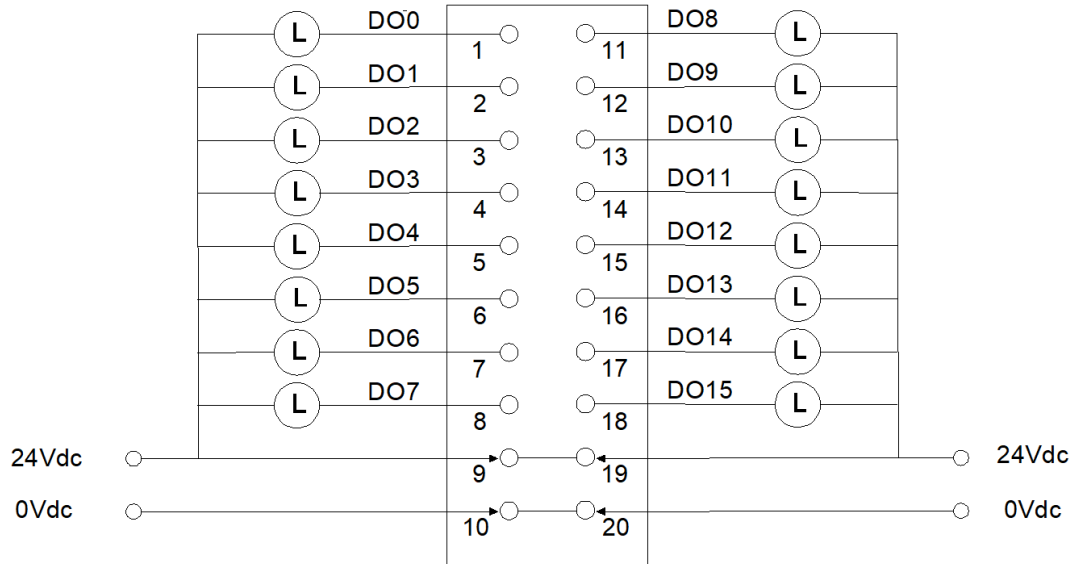 L DO0 1 11 DO8 L
L DO1 2 12 DO9 L
L DO2 3 13 DO10 L
L DO3 4 14 DO11 L
L DO4 5 15 DO12 L
L DO5 6 16 DO13 L
L DO6 7 17 DO14 L
L DO7 8 18 DO15 L
24Vdc 9 19 24Vdc
0Vdc 10 20 0Vdc